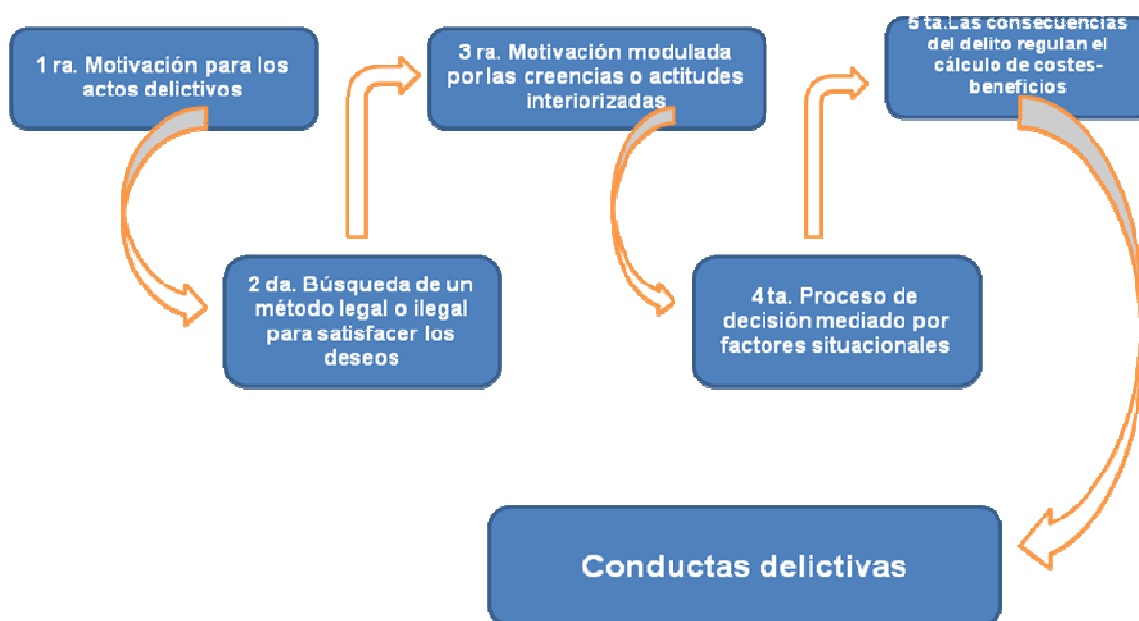 1 ra. Motivación para los
actos delictivos
2 da. Búsqueda de un
método legal o ilegal
para satisfacer los
deseos
3 ra. Motivación modulada
por las creencias o actitudes
interiorizadas
4 ta. Proceso de
decisión mediado por
factores situacionales
5 ta.Las consecuencias
del delito regulan el
cálculo de costes-
beneficios
Conductas delictivas